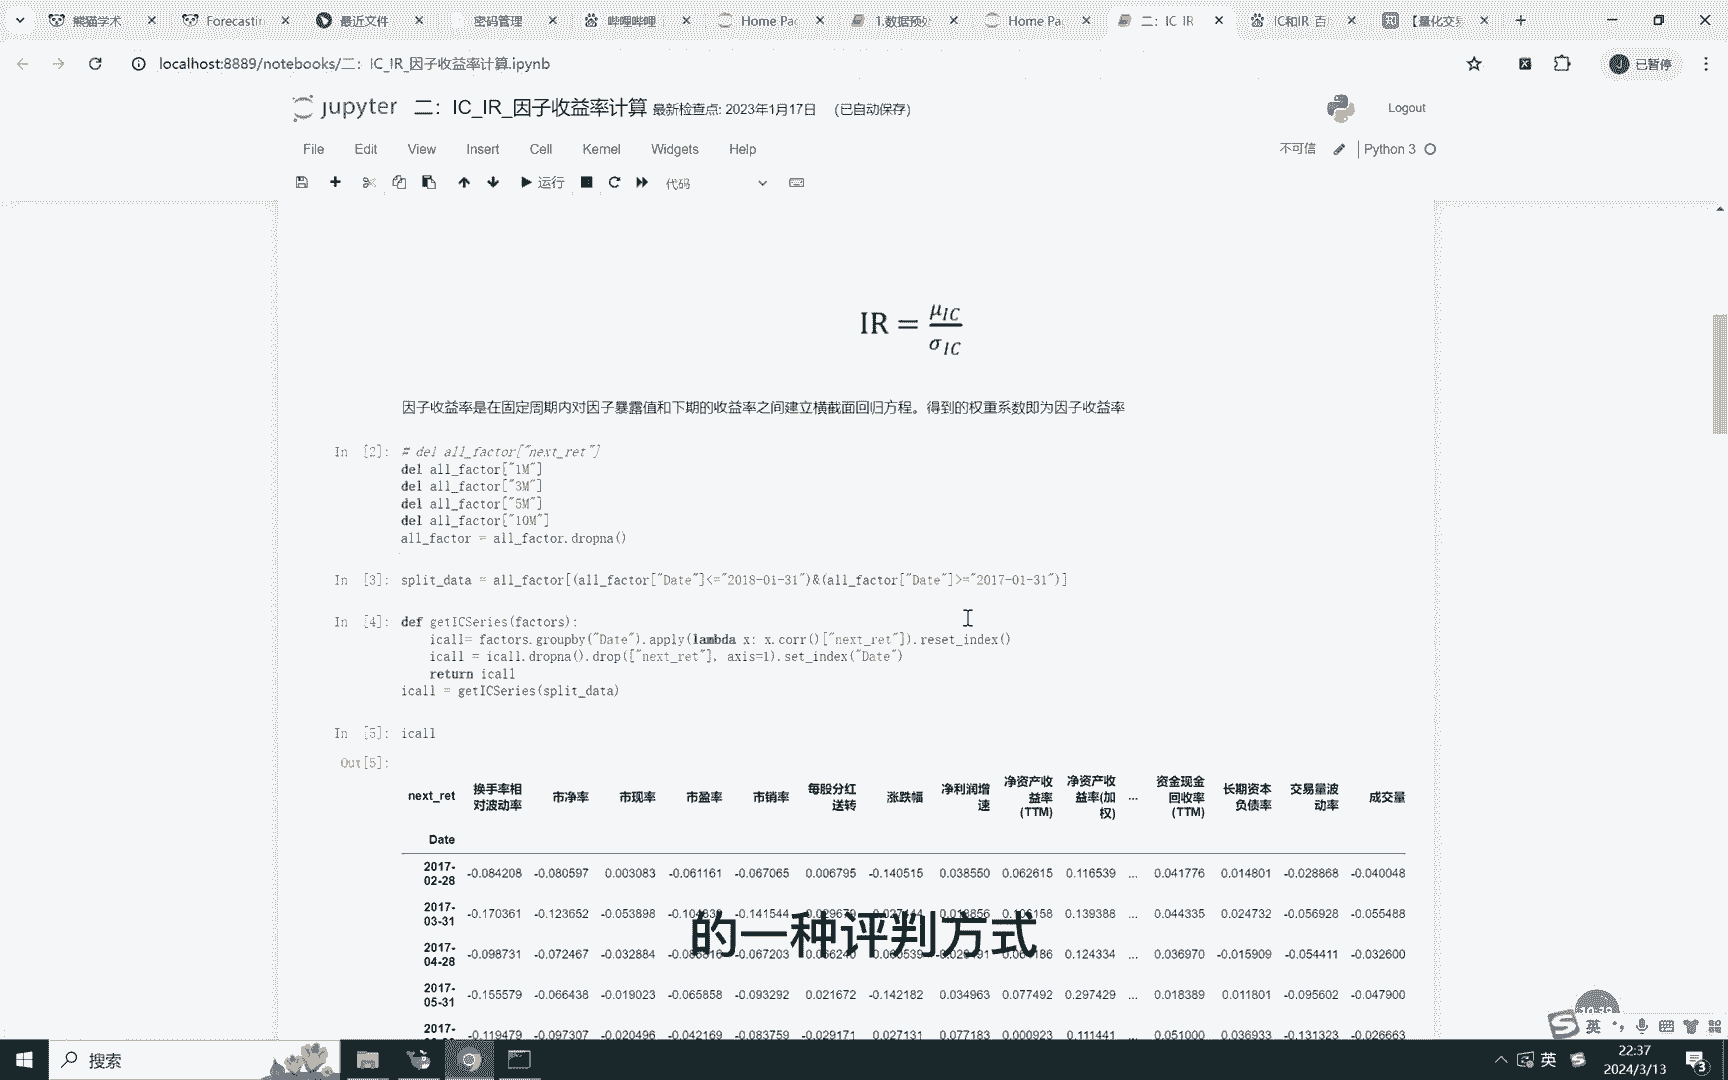 熊猫学术
Forecastin
最近文件
密码管理
哔哩哔哩
Home Pa
1.数据预处
Home Pa
二：IC IR
IC和IR 百
【量化交易
localhost:8889/notebooks/二：IC_IR_因子收益率计算.ipynb
已暂停
jupyter 二：IC_IR_因子收益率计算 最新检查点: 2023年1月17日 (已自动保存)
Logout
File Edit View Insert Cell Kernel Widgets Help
不可信 Python 3
运行 代码
IR = μIC / σIC
因子收益率是在固定周期内对因子暴露值和下期的收益率之间建立横截面回归方程。得到的权重系数即为因子收益率
In [2]: # del all_factor["next_ret"]
del all_factor["1M"]
del all_factor["3M"]
del all_factor["5M"]
del all_factor["10M"]
all_factor = all_factor.dropna()
In [3]: split_data = all_factor[(all_factor["Date"]<="2018-01-31")&(all_factor["Date"]>="2017-01-31")]
In [4]: def getICSeries(factors):
icall= factors.groupby("Date").apply(lambda x: x.corr()["next_ret"]).reset_index()
icall = icall.dropna().drop(["next_ret"], axis=1).set_index("Date")
return icall
icall = getICSeries(split_data)
In [5]: icall
Out[5]:
next_ret 换手率相对波动率 市净率 市现率 市盈率 市销率 每股分红送转 涨跌幅 净利润增速 净资产收益率(TTM) 净资产收益率(加权) ... 资金现金回收率(TTM) 长期资本负债率 交易量波动率 成交量
Date
2017-02-28 -0.084208 -0.080597 0.003083 -0.061161 -0.067065 0.006795 -0.140515 0.038550 0.062615 0.116539 ... 0.041776 0.014801 -0.028868 -0.040048
2017-03-31 -0.170361 -0.123652 -0.053898 -0.141544 0.139388 ... 0.044335 0.024732 -0.056928 -0.055488
2017-04-28 -0.098731 -0.072467 -0.032884 -0.067203 0.124334 ... 0.036970 -0.015909 -0.054411 -0.032600
的一种评判方式
2017-05-31 -0.155579 -0.066438 -0.019023 -0.065858 -0.093292 0.021672 -0.142182 0.034963 0.077492 0.297429 ... 0.018389 0.011801 -0.095602 -0.047900
2017- -0.119479 -0.097307 -0.020496 -0.042169 -0.083759 -0.029171 0.027131 0.077183 0.000923 0.111441 ... 0.051000 0.036933 -0.131323 -0.026663
英
搜索
英
22:37
2024/3/13
3